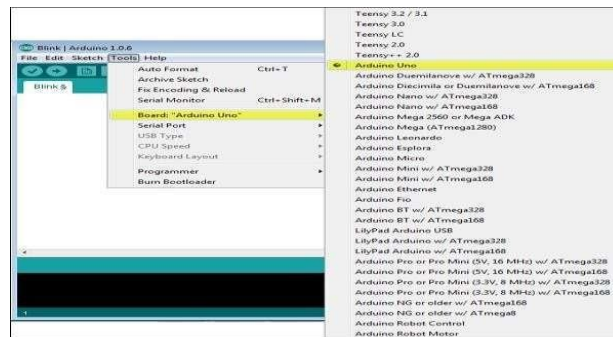 Blink | Arduino 1.0.6
File Edit Sketch Tools Help
Blink §
Auto Format Ctrl+T
Archive Sketch
Fix Encoding & Reload
Serial Monitor Ctrl+Shift+M
Board: "Arduino Uno"
Serial Port
USB Type
CPU Speed
Keyboard Layout
Programmer
Burn Bootloader
Teensy 3.2 / 3.1
Teensy 3.0
Teensy LC
Teensy 2.0
Teensy++ 2.0
Arduino Uno
Arduino Duemilanove w/ ATmega328
Arduino Diecimila or Duemilanove w/ ATmega168
Arduino Nano w/ ATmega328
Arduino Nano w/ ATmega168
Arduino Mega 2560 or Mega ADK
Arduino Mega (ATmega1280)
Arduino Leonardo
Arduino Esplora
Arduino Micro
Arduino Mini w/ ATmega328
Arduino Mini w/ ATmega168
Arduino Ethernet
Arduino Fio
Arduino BT w/ ATmega328
Arduino BT w/ ATmega168
LilyPad Arduino USB
LilyPad Arduino w/ ATmega328
LilyPad Arduino w/ ATmega168
Arduino Pro or Pro Mini (5V, 16 MHz) w/ ATmega328
Arduino Pro or Pro Mini (5V, 16 MHz) w/ ATmega168
Arduino Pro or Pro Mini (3.3V, 8 MHz) w/ ATmega328
Arduino Pro or Pro Mini (3.3V, 8 MHz) w/ ATmega168
Arduino NG or older w/ ATmega168
Arduino NG or older w/ ATmega8
Arduino Robot Control
Arduino Robot Motor